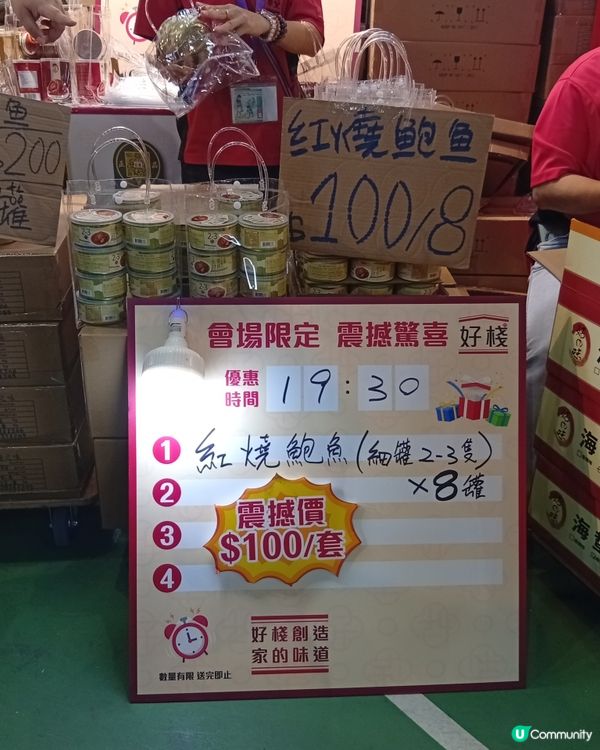 鮑
$200
罐
紅燒鮑魚
$100/8
會場限定 震撼驚喜 好棧
優惠時間 19:30
1 紅燒鮑魚(細罐2-3隻)
2 ×8罐
3
4
震撼價
$100/套
好棧創造
家的味道
數量有限 送完即止
海
海
U Community